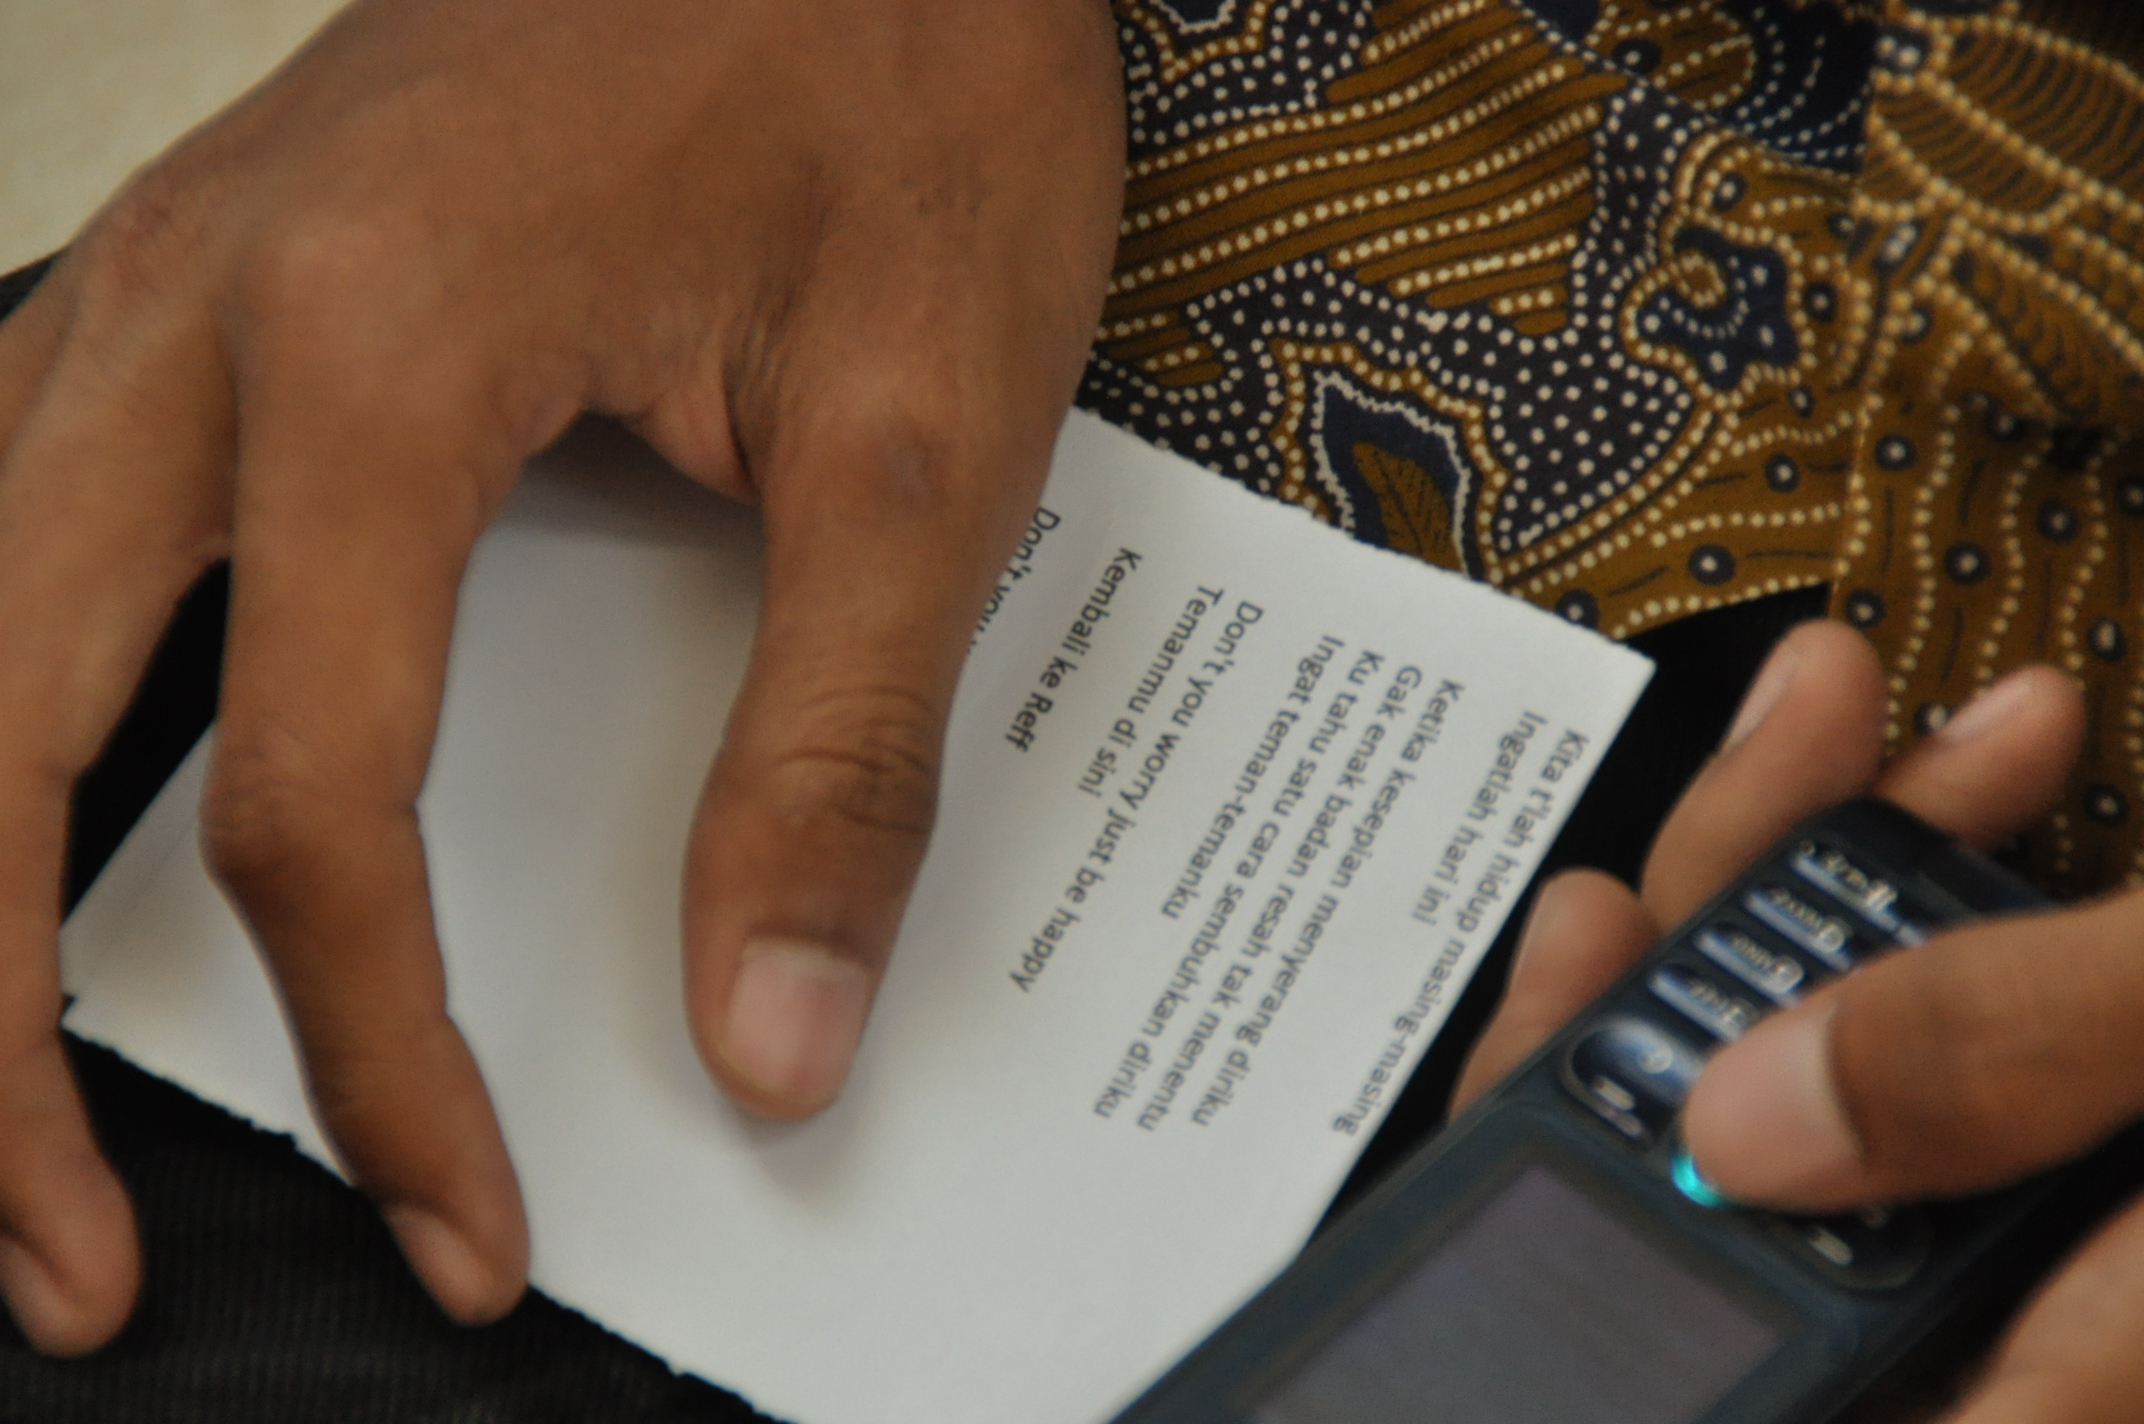 Kita t'lah hidup masing-masing
Ingatlah hari ini
Ketika kesepian menyerang diriku
Gak enak badan resah tak menentu
Ku tahu satu cara sembuhkan diriku
Ingat teman-temanku
Don't you worry just be happy
Temanmu di sini
Kembali ke Reff
Don't you